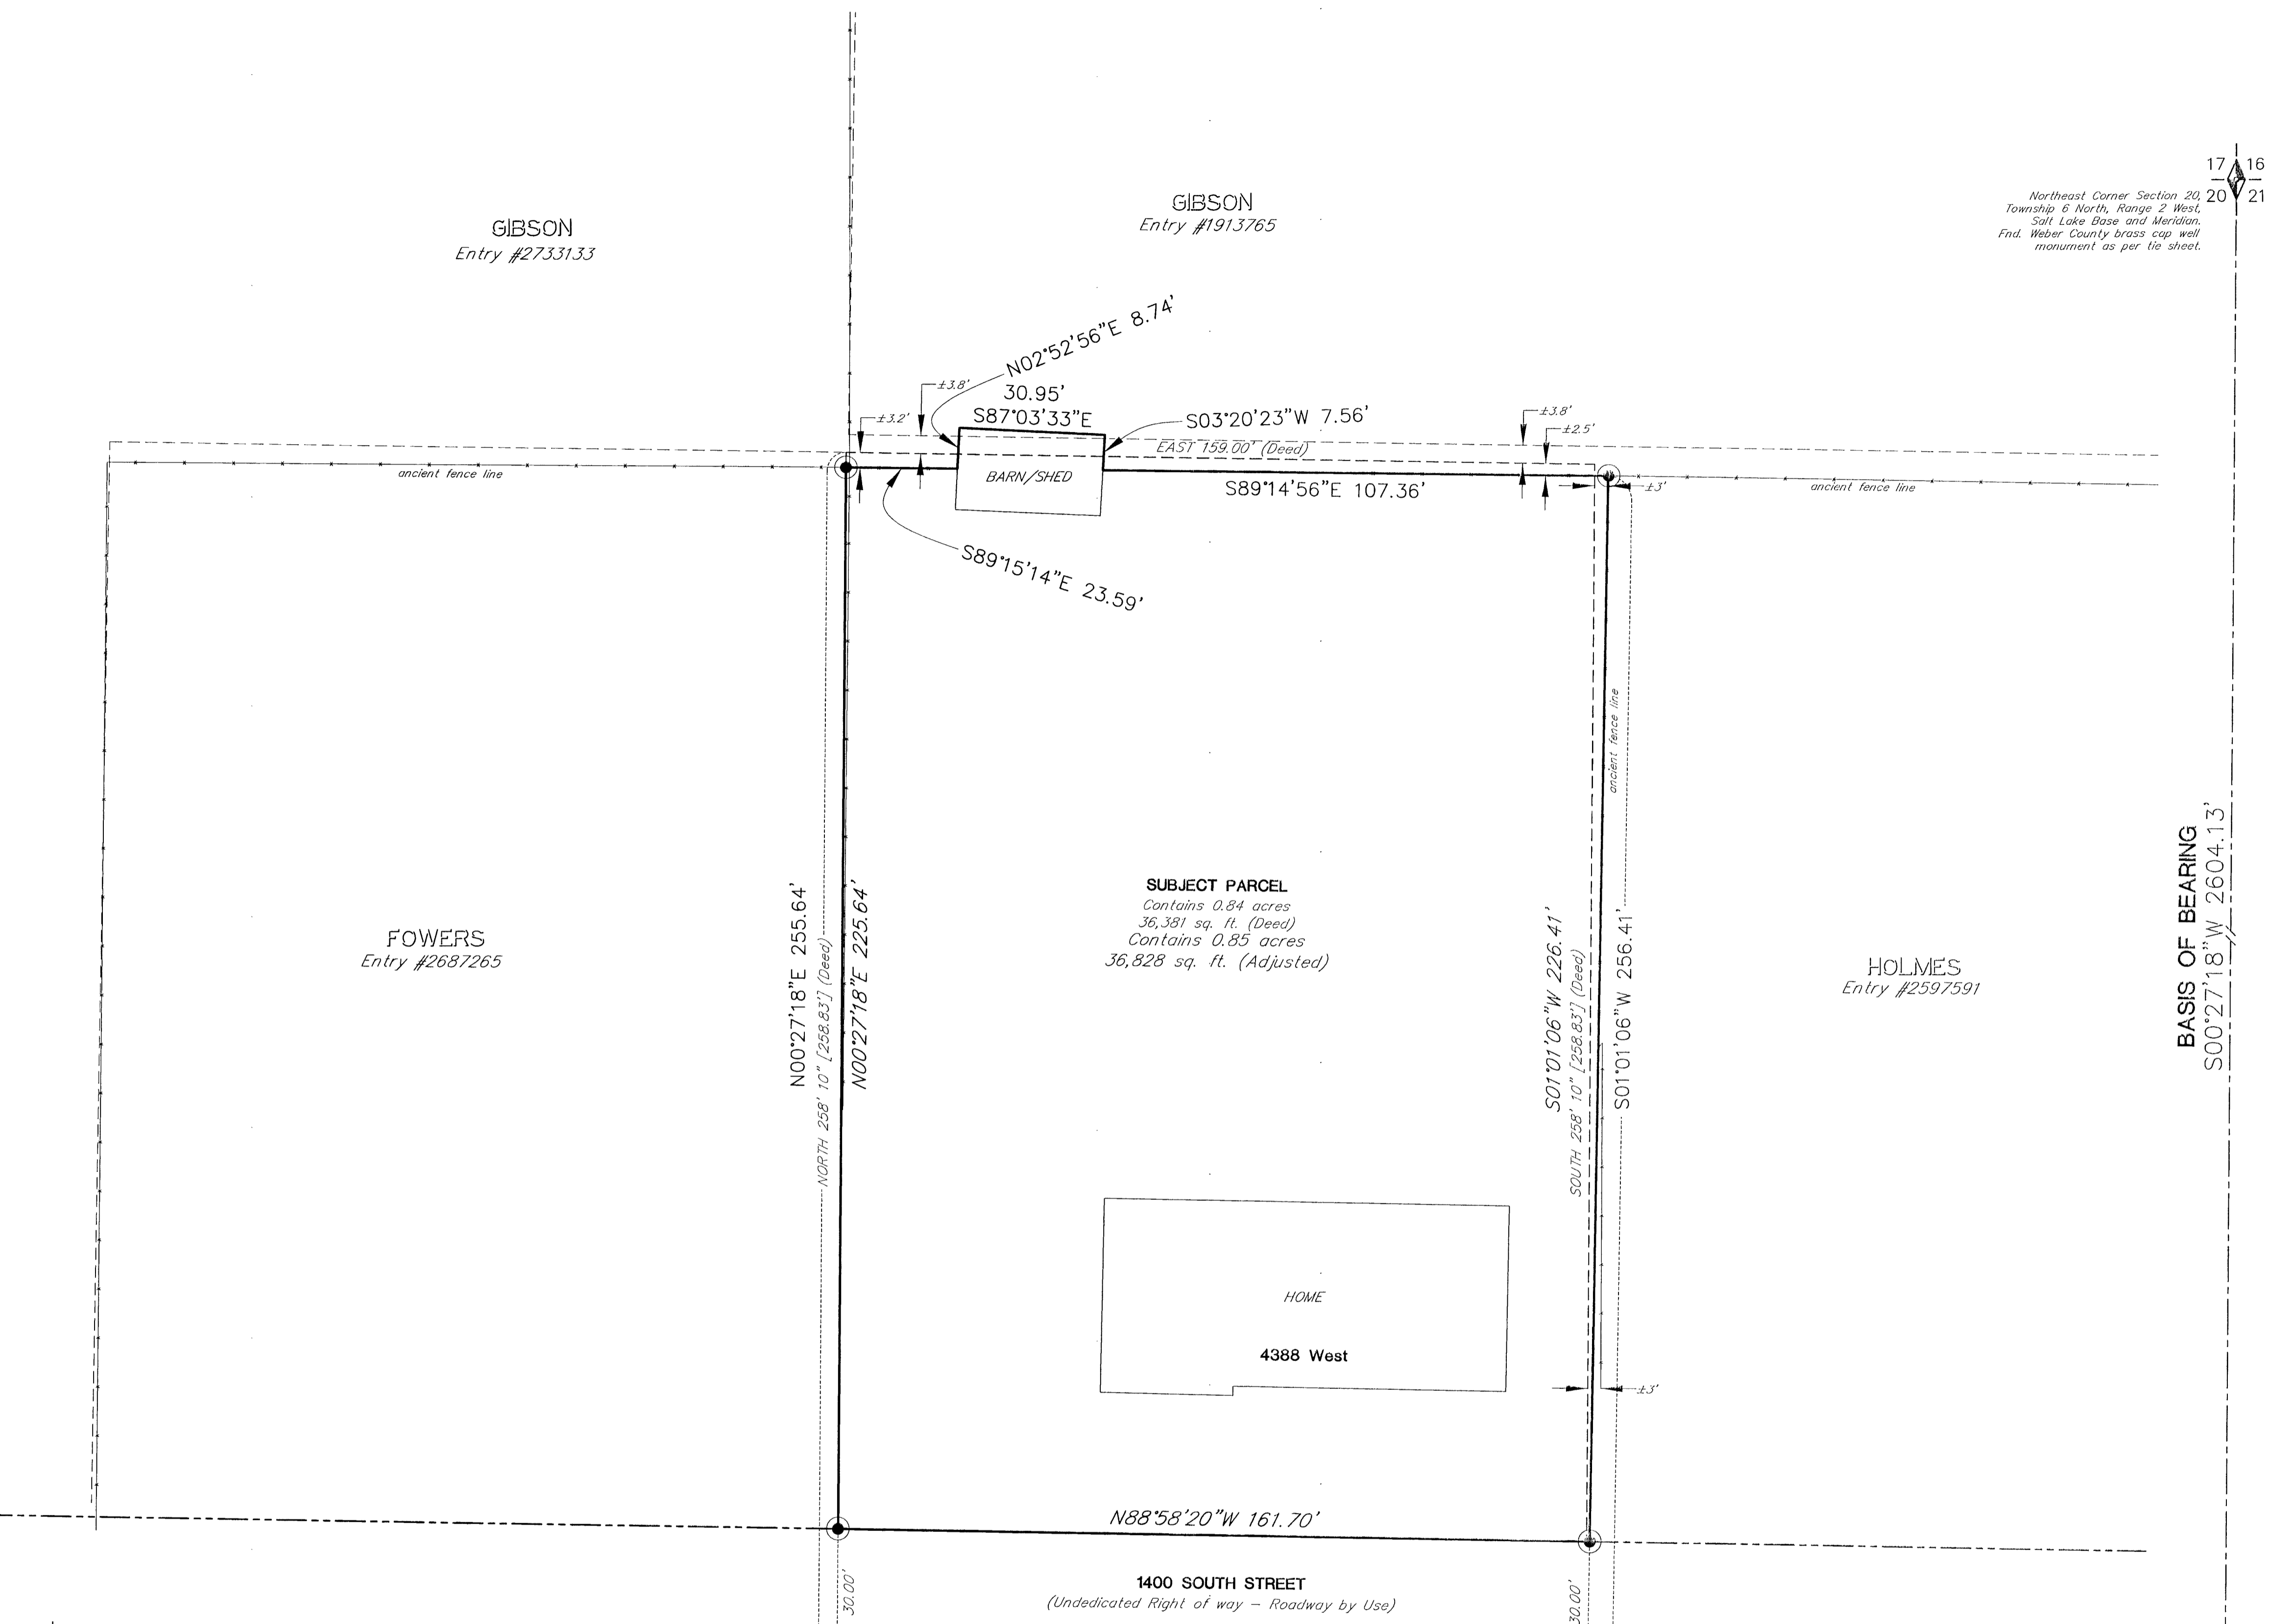 17 16
20 21
Northeast Corner Section 20,
Township 6 North, Range 2 West,
Salt Lake Base and Meridian.
Fnd. Weber County brass cap well
monument as per tie sheet.
GIBSON
Entry #2733133
GIBSON
Entry #1913765
N02°52'56"E 8.74'
±3.8'
30.95'
S87°03'33"E
±3.2'
S03°20'23"W 7.56'
±3.8'
±2.5'
EAST 159.00' (Deed)
ancient fence line
BARN/SHED
S89°14'56"E 107.36'
±3'
ancient fence line
S89°15'14"E 23.59'
ancient fence line
BASIS OF BEARING
S00°27'18"W 2604.13'
SUBJECT PARCEL
Contains 0.84 acres
36,381 sq. ft. (Deed)
Contains 0.85 acres
36,828 sq. ft. (Adjusted)
FOWERS
Entry #2687265
N00°27'18"E 255.64'
NORTH 258' 10" [258.83'] (Deed)
N00°27'18"E 225.64'
S01°01'06"W 226.41'
SOUTH 258' 10" [258.83'] (Deed)
S01°01'06"W 256.41'
HOLMES
Entry #2597591
HOME
4388 West
±3'
N88°58'20"W 161.70'
30.00'
1400 SOUTH STREET
(Undedicated Right of way – Roadway by Use)
30.00'